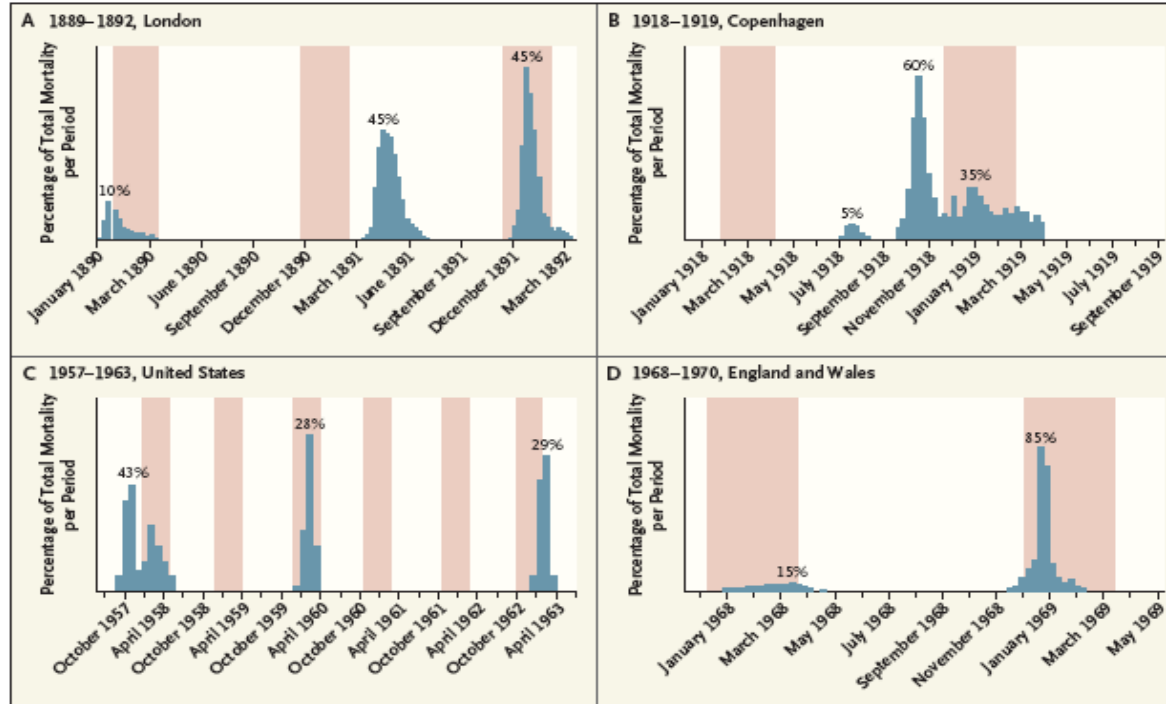 A 1889–1892, London
Percentage of Total Mortality
per Period
10%
45%
45%
January 1890
March 1890
June 1890
September 1890
December 1890
March 1891
June 1891
September 1891
December 1891
March 1892
B 1918–1919, Copenhagen
Percentage of Total Mortality
per Period
5%
60%
35%
January 1918
March 1918
May 1918
July 1918
September 1918
November 1918
January 1919
March 1919
May 1919
July 1919
September 1919
C 1957–1963, United States
Percentage of Total Mortality
per Period
43%
28%
29%
October 1957
April 1958
October 1958
April 1959
October 1959
April 1960
October 1960
April 1961
October 1961
April 1962
October 1962
April 1963
D 1968–1970, England and Wales
Percentage of Total Mortality
per Period
15%
85%
January 1968
March 1968
May 1968
July 1968
September 1968
November 1968
January 1969
March 1969
May 1969